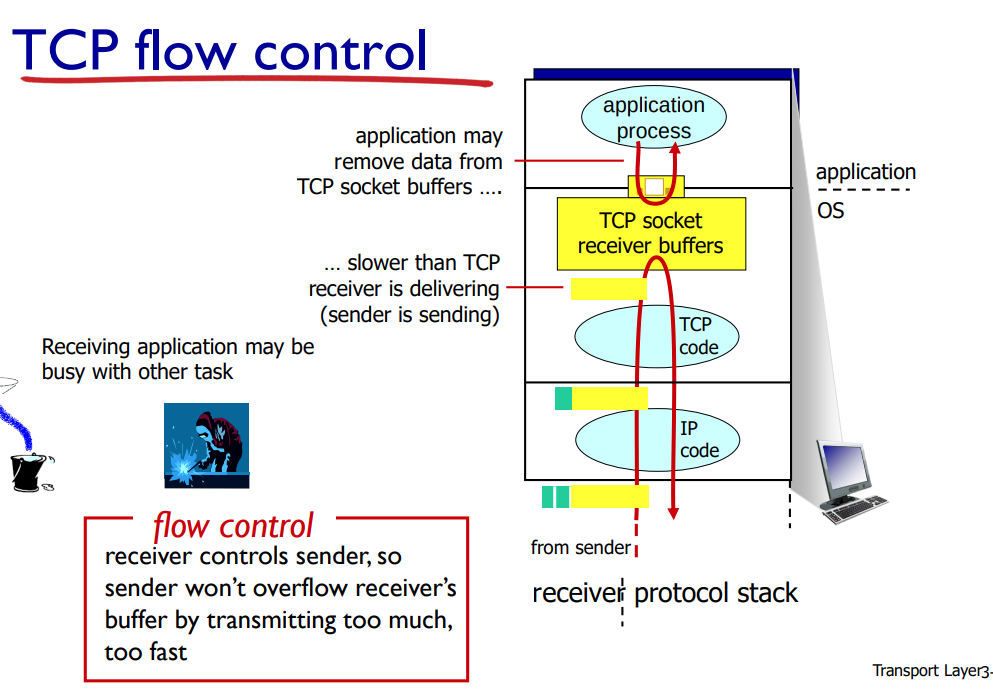 TCP flow control
application may
remove data from
TCP socket buffers ….
… slower than TCP
receiver is delivering
(sender is sending)
Receiving application may be
busy with other task
flow control
receiver controls sender, so
sender won’t overflow receiver’s
buffer by transmitting too much,
too fast
application
process
TCP socket
receiver buffers
TCP
code
IP
code
application
OS
from sender
receiver protocol stack
Transport Layer3-